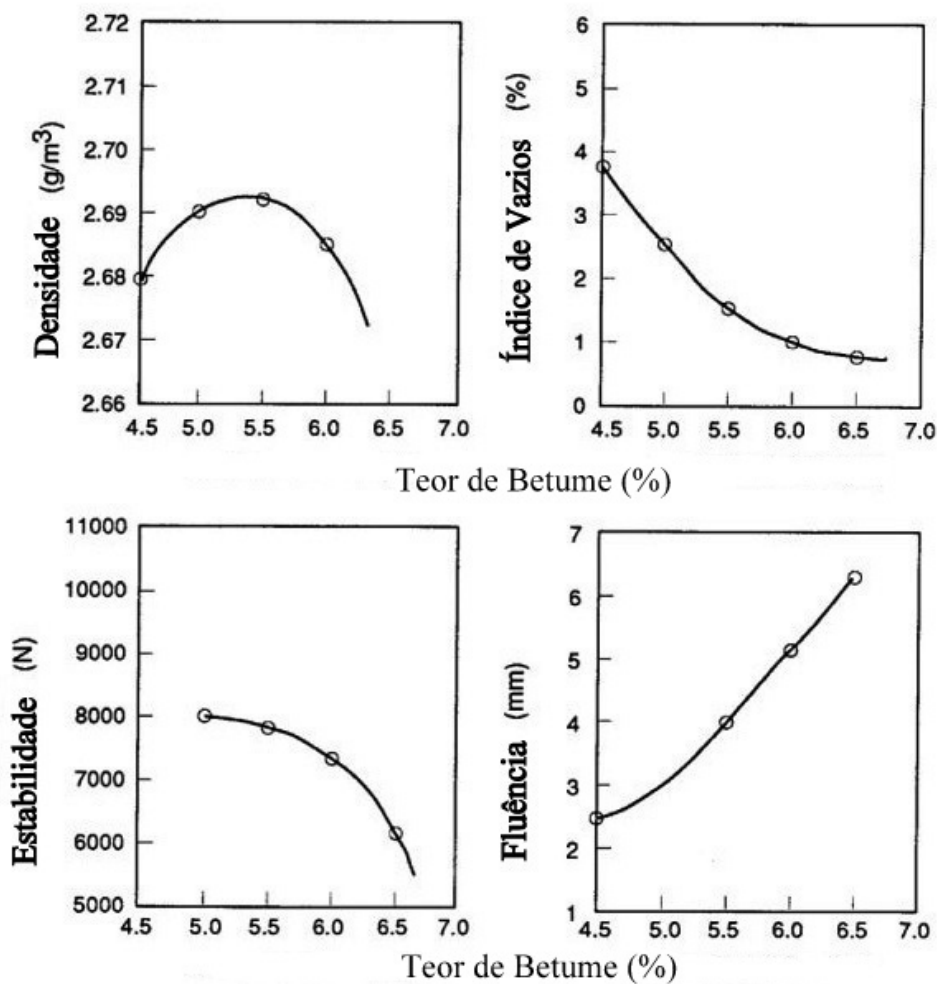 Densidade (g/m³)
2.72
2.71
2.70
2.69
2.68
2.67
2.66
4.5 5.0 5.5 6.0 6.5 7.0
Índice de Vazios (%)
6
5
4
3
2
1
0
4.5 5.0 5.5 6.0 6.5 7.0
Teor de Betume (%)
Estabilidade (N)
11000
10000
9000
8000
7000
6000
5000
4.5 5.0 5.5 6.0 6.5 7.0
Fluência (mm)
7
6
5
4
3
2
1
4.5 5.0 5.5 6.0 6.5 7.0
Teor de Betume (%)